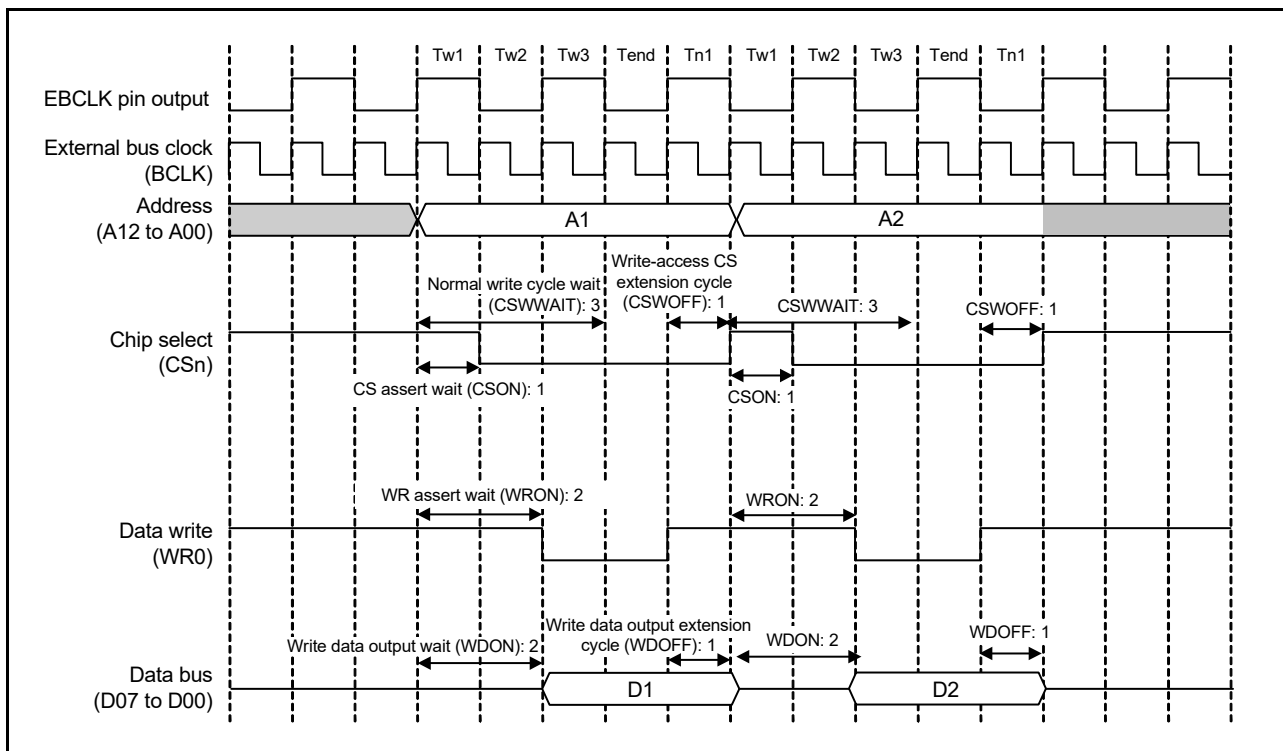 Tw1 Tw2 Tw3 Tend Tn1 Tw1 Tw2 Tw3 Tend Tn1
EBCLK pin output
External bus clock
(BCLK)
Address
(A12 to A00)
A1 A2
Normal write cycle wait
(CSWWAIT): 3
Write-access CS
extension cycle
(CSWOFF): 1
CSWWAIT: 3
CSWOFF: 1
Chip select
(CSn)
CS assert wait (CSON): 1
CSON: 1
WR assert wait (WRON): 2
WRON: 2
Data write
(WR0)
Write data output wait (WDON): 2
Write data output extension
cycle (WDOFF): 1
WDON: 2
WDOFF: 1
Data bus
(D07 to D00)
D1 D2